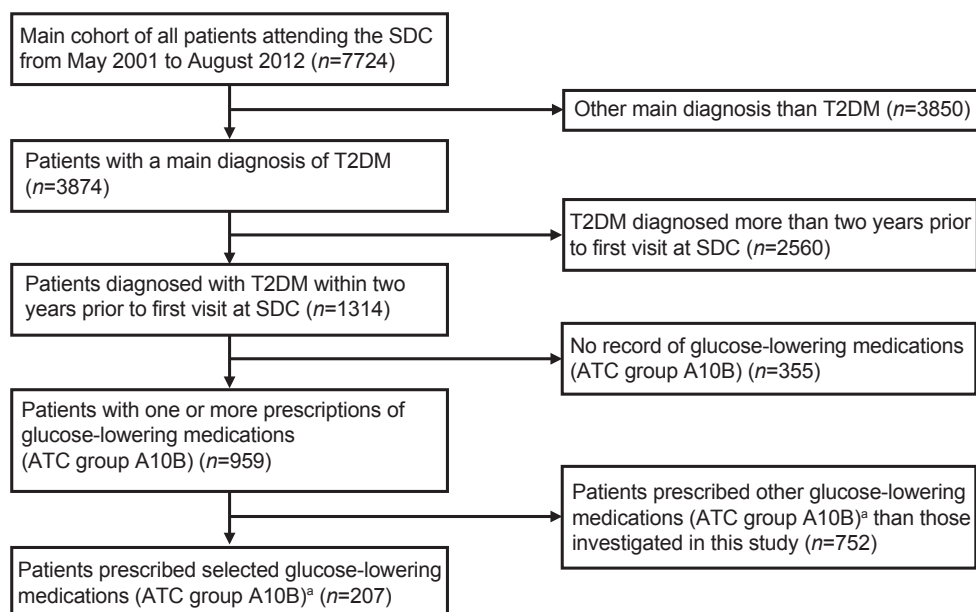 Main cohort of all patients attending the SDC
from May 2001 to August 2012 (n=7724)
Other main diagnosis than T2DM (n=3850)
Patients with a main diagnosis of T2DM
(n=3874)
T2DM diagnosed more than two years prior
to first visit at SDC (n=2560)
Patients diagnosed with T2DM within two
years prior to first visit at SDC (n=1314)
No record of glucose-lowering medications
(ATC group A10B) (n=355)
Patients with one or more prescriptions of
glucose-lowering medications
(ATC group A10B) (n=959)
Patients prescribed other glucose-lowering
medications (ATC group A10B)ᵃ than those
investigated in this study (n=752)
Patients prescribed selected glucose-lowering
medications (ATC group A10B)ᵃ (n=207)